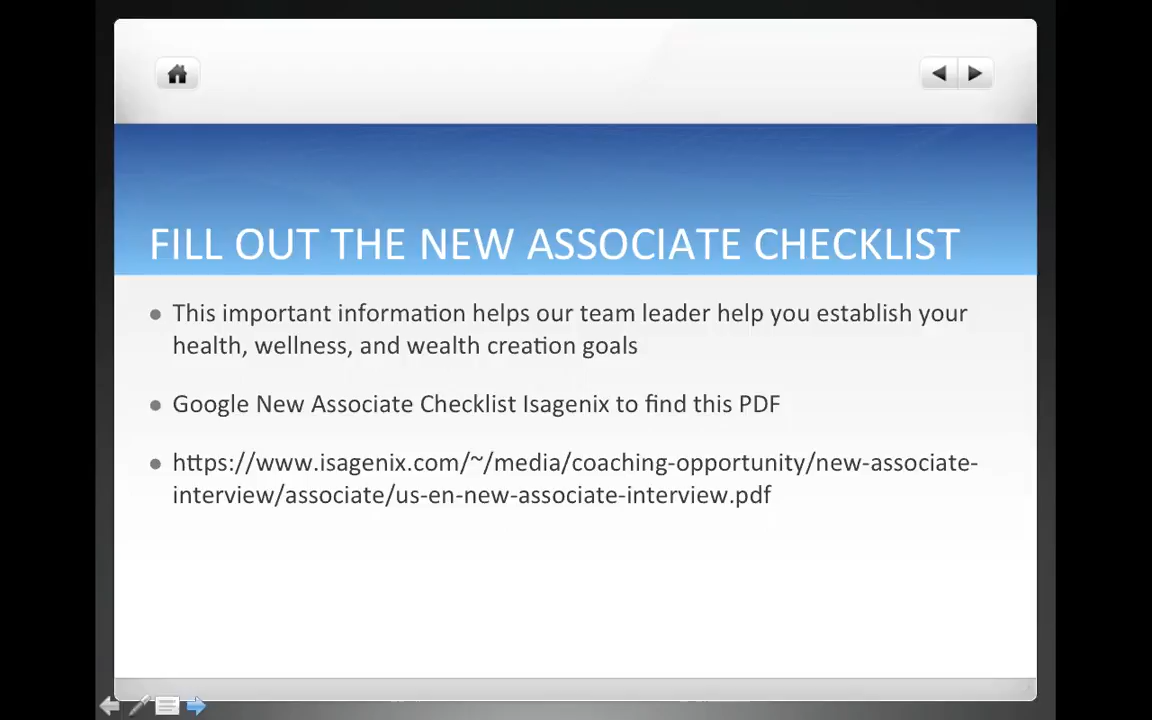 FILL OUT THE NEW ASSOCIATE CHECKLIST
This important information helps our team leader help you establish your
health, wellness, and wealth creation goals
Google New Associate Checklist Isagenix to find this PDF
https://www.isagenix.com/~/media/coaching-opportunity/new-associate-
interview/associate/us-en-new-associate-interview.pdf